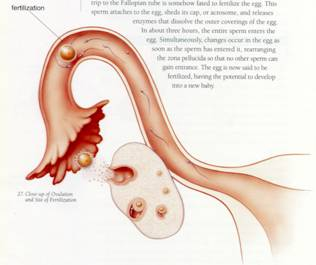 fertilization
trip to the Fallopian tube is somehow fated to fertilize the egg. This
sperm attaches to the egg, sheds its cap, or acrosome, and releases
enzymes that dissolve the outer coverings of the egg.
In about three hours, the entire sperm enters the
egg. Simultaneously, changes occur in the egg as
soon as the sperm has entered it, rearranging
the zona pellucida so that no other sperm can
gain entrance. The egg is now said to be
fertilized, having the potential to develop
into a new baby.
27. Close-up of Ovulation
and Site of Fertilization